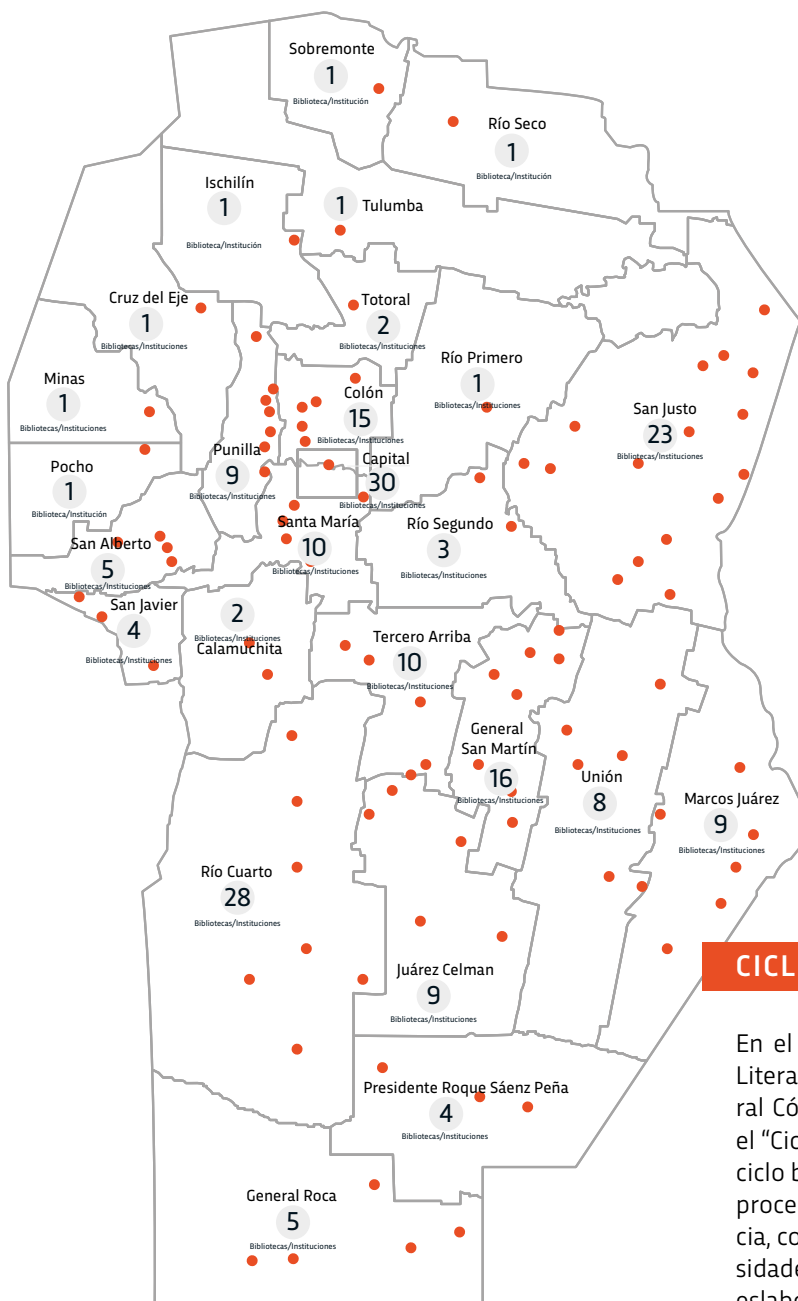 Sobremonte
1
Biblioteca/Institución
Río Seco
1
Biblioteca/Institución
Ischilín
1
Biblioteca/Institución
1 Tulumba
Biblioteca/Institución
Cruz del Eje
1
Bibliotecas/Instituciones
Totoral
2
Bibliotecas/Instituciones
Río Primero
1
Bibliotecas/Instituciones
Minas
1
Bibliotecas/Instituciones
Colón
15
Bibliotecas/Instituciones
San Justo
23
Bibliotecas/Instituciones
Pocho
1
Biblioteca/Institución
Punilla
9
Bibliotecas/Instituciones
Capital
30
Bibliotecas/Instituciones
San Alberto
5
Bibliotecas/Instituciones
Santa María
10
Bibliotecas/Instituciones
Río Segundo
3
Bibliotecas/Instituciones
San Javier
4
Bibliotecas/Instituciones
2
Bibliotecas/Instituciones
Calamuchita
Tercero Arriba
10
Bibliotecas/Instituciones
General
San Martín
16
Bibliotecas/Instituciones
Unión
8
Bibliotecas/Instituciones
Marcos Juárez
9
Bibliotecas/Instituciones
Río Cuarto
28
Bibliotecas/Instituciones
Juárez Celman
9
Bibliotecas/Instituciones
Presidente Roque Sáenz Peña
4
Bibliotecas/Instituciones
General Roca
5
Bibliotecas/Instituciones
CICL
En el
Litera
ral Có
el "Cic
ciclo b
proce
cia, co
sidade
eslabo